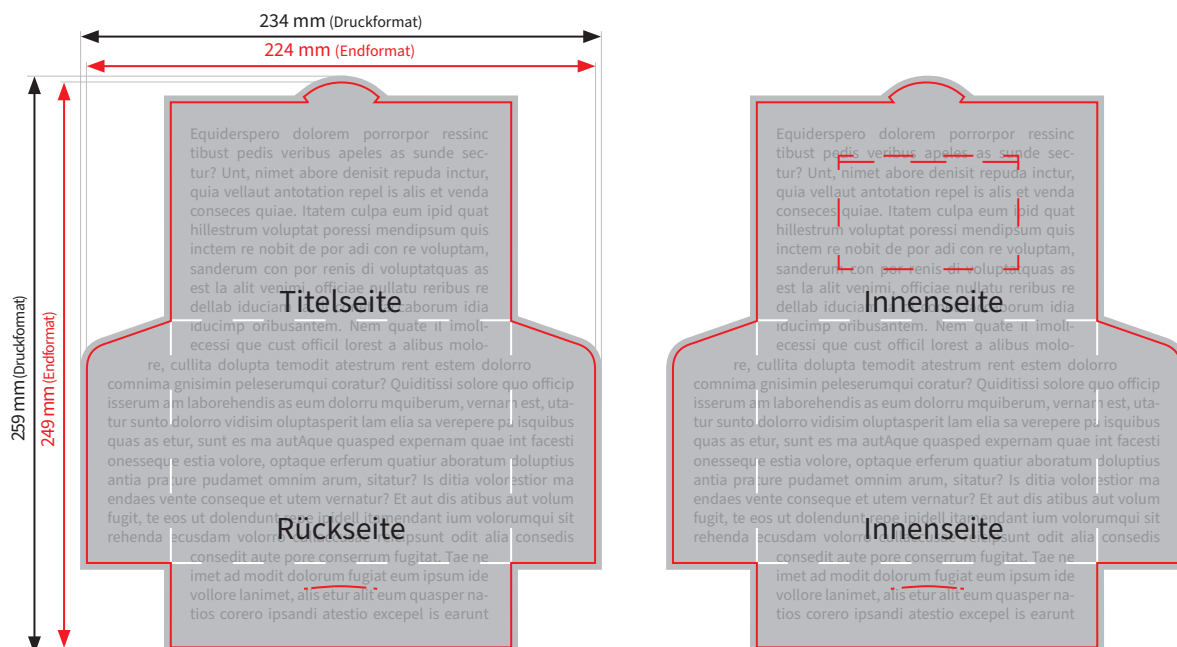 234 mm (Druckformat)
224 mm (Endformat)
259 mm (Druckformat)
249 mm (Endformat)
Equiderspero dolorem porrorpor ressinc
tibust pedis veribus apeles as sunde sec-
tur? Unt, nimet abore denisit repuda inctur,
quia vellaut antotation repel is alis et venda
conseces quiae. Itatem culpa eum ipid quat
hillestrum voluptat poressi mendipsum quis
inctem re nobit de por adi con re voluptam,
sanderum con por renis di voluptatquas as
est la alit venimi, officiae nullatu reribus re
Titelseite
dellab idia
iducimp oribusantem. Nem quate il imoli-
ecessi que cust officil lorest a alibus molo-
re, cullita dolupta temodit atestrum rent estem dolorro
comnima gnisimin peleserumqui coratur? Quiditissi solore quo officip
isserum am laborehendis as eum dolorru mquiberum, vernam est, uta-
tur sunto dolorro vidisim oluptasperit lam elia sa verepere pa isquibus
quas as etur, sunt es ma autAque quasped expernam quae int facesti
onesseque estia volore, optaque erferum quatiur aboratum doluptius
antia prature pudamet omnim arum, sitatur? Is ditia volorestior ma
endaes vente conseque et utem vernatur? Et aut dis atibus aut volum
fugit, te eos ut dolendunt repe ipidell itamendant ium volorumqui sit
Rückseite
rehenda ecusdam odit alia consedis
consedit aute pore conserrum fugitat. Tae ne
imet ad modit dolorum fugiat eum ipsum ide
vollore lanimet, alis etur alit eum quasper na-
tios corero ipsandi atestio excepel is earunt
Equiderspero dolorem porrorpor ressinc
tibust pedis veribus apeles as sunde sec-
tur? Unt, nimet abore denisit repuda inctur,
quia vellaut antotation repel is alis et venda
conseces quiae. Itatem culpa eum ipid quat
hillestrum voluptat poressi mendipsum quis
inctem re nobit de por adi con re voluptam,
sanderum con por renis di voluptatquas as
est la alit venimi, officiae nullatu reribus re
Innenseite
dellab idia
iducimp oribusantem. Nem quate il imoli-
ecessi que cust officil lorest a alibus molo-
re, cullita dolupta temodit atestrum rent estem dolorro
comnima gnisimin peleserumqui coratur? Quiditissi solore quo officip
isserum am laborehendis as eum dolorru mquiberum, vernam est, uta-
tur sunto dolorro vidisim oluptasperit lam elia sa verepere pa isquibus
quas as etur, sunt es ma autAque quasped expernam quae int facesti
onesseque estia volore, optaque erferum quatiur aboratum doluptius
antia prature pudamet omnim arum, sitatur? Is ditia volorestior ma
endaes vente conseque et utem vernatur? Et aut dis atibus aut volum
fugit, te eos ut dolendunt repe ipidell itamendant ium volorumqui sit
Innenseite
rehenda ecusdam odit alia consedis
consedit aute pore conserrum fugitat. Tae ne
imet ad modit dolorum fugiat eum ipsum ide
vollore lanimet, alis etur alit eum quasper na-
tios corero ipsandi atestio excepel is earunt